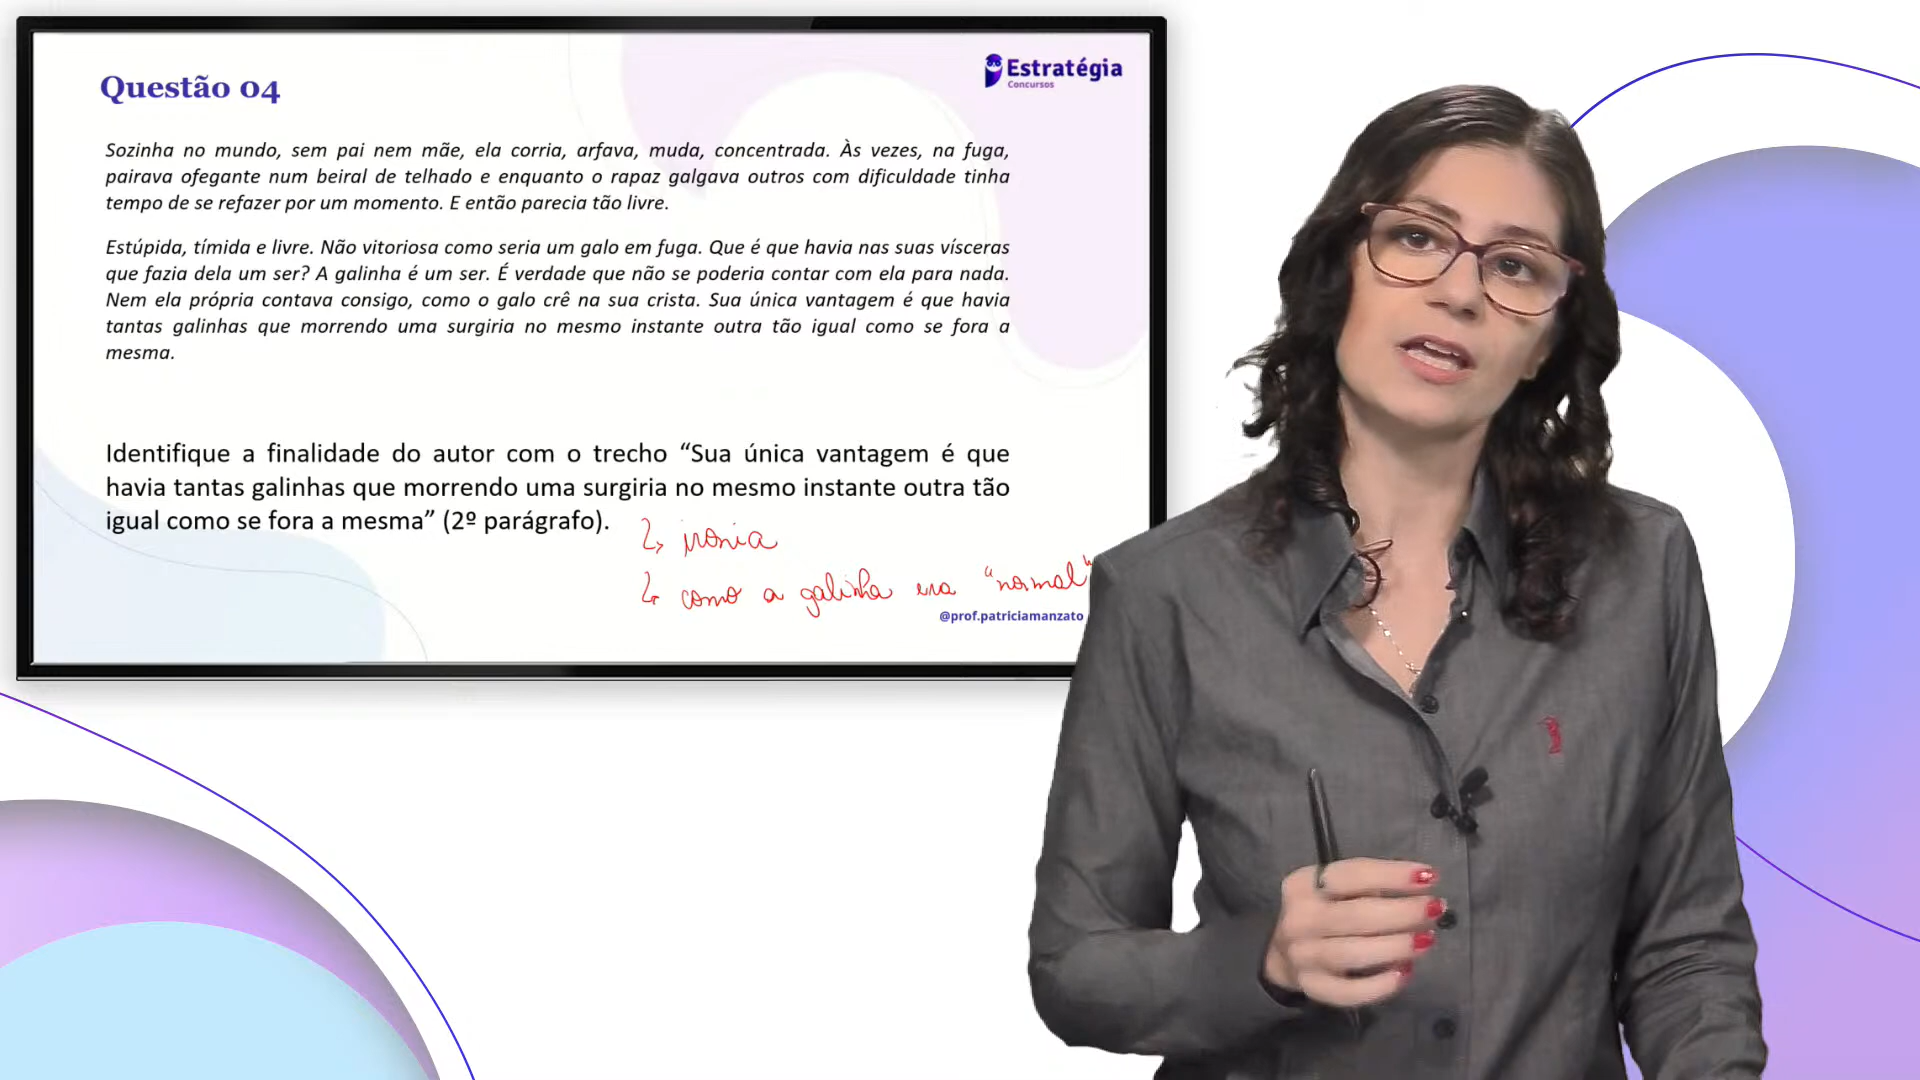 Questão 04
Estratégia
Concursos
Sozinha no mundo, sem pai nem mãe, ela corria, arfava, muda, concentrada. Às vezes, na fuga,
pairava ofegante num beiral de telhado e enquanto o rapaz galgava outros com dificuldade tinha
tempo de se refazer por um momento. E então parecia tão livre.
Estúpida, tímida e livre. Não vitoriosa como seria um galo em fuga. Que é que havia nas suas vísceras
que fazia dela um ser? A galinha é um ser. É verdade que não se poderia contar com ela para nada.
Nem ela própria contava consigo, como o galo crê na sua crista. Sua única vantagem é que havia
tantas galinhas que morrendo uma surgiria no mesmo instante outra tão igual como se fora a
mesma.
Identifique a finalidade do autor com o trecho “Sua única vantagem é que
havia tantas galinhas que morrendo uma surgiria no mesmo instante outra tão
igual como se fora a mesma” (2º parágrafo).
ironia
como a galinha era “normal”
@prof.patriciamanzato